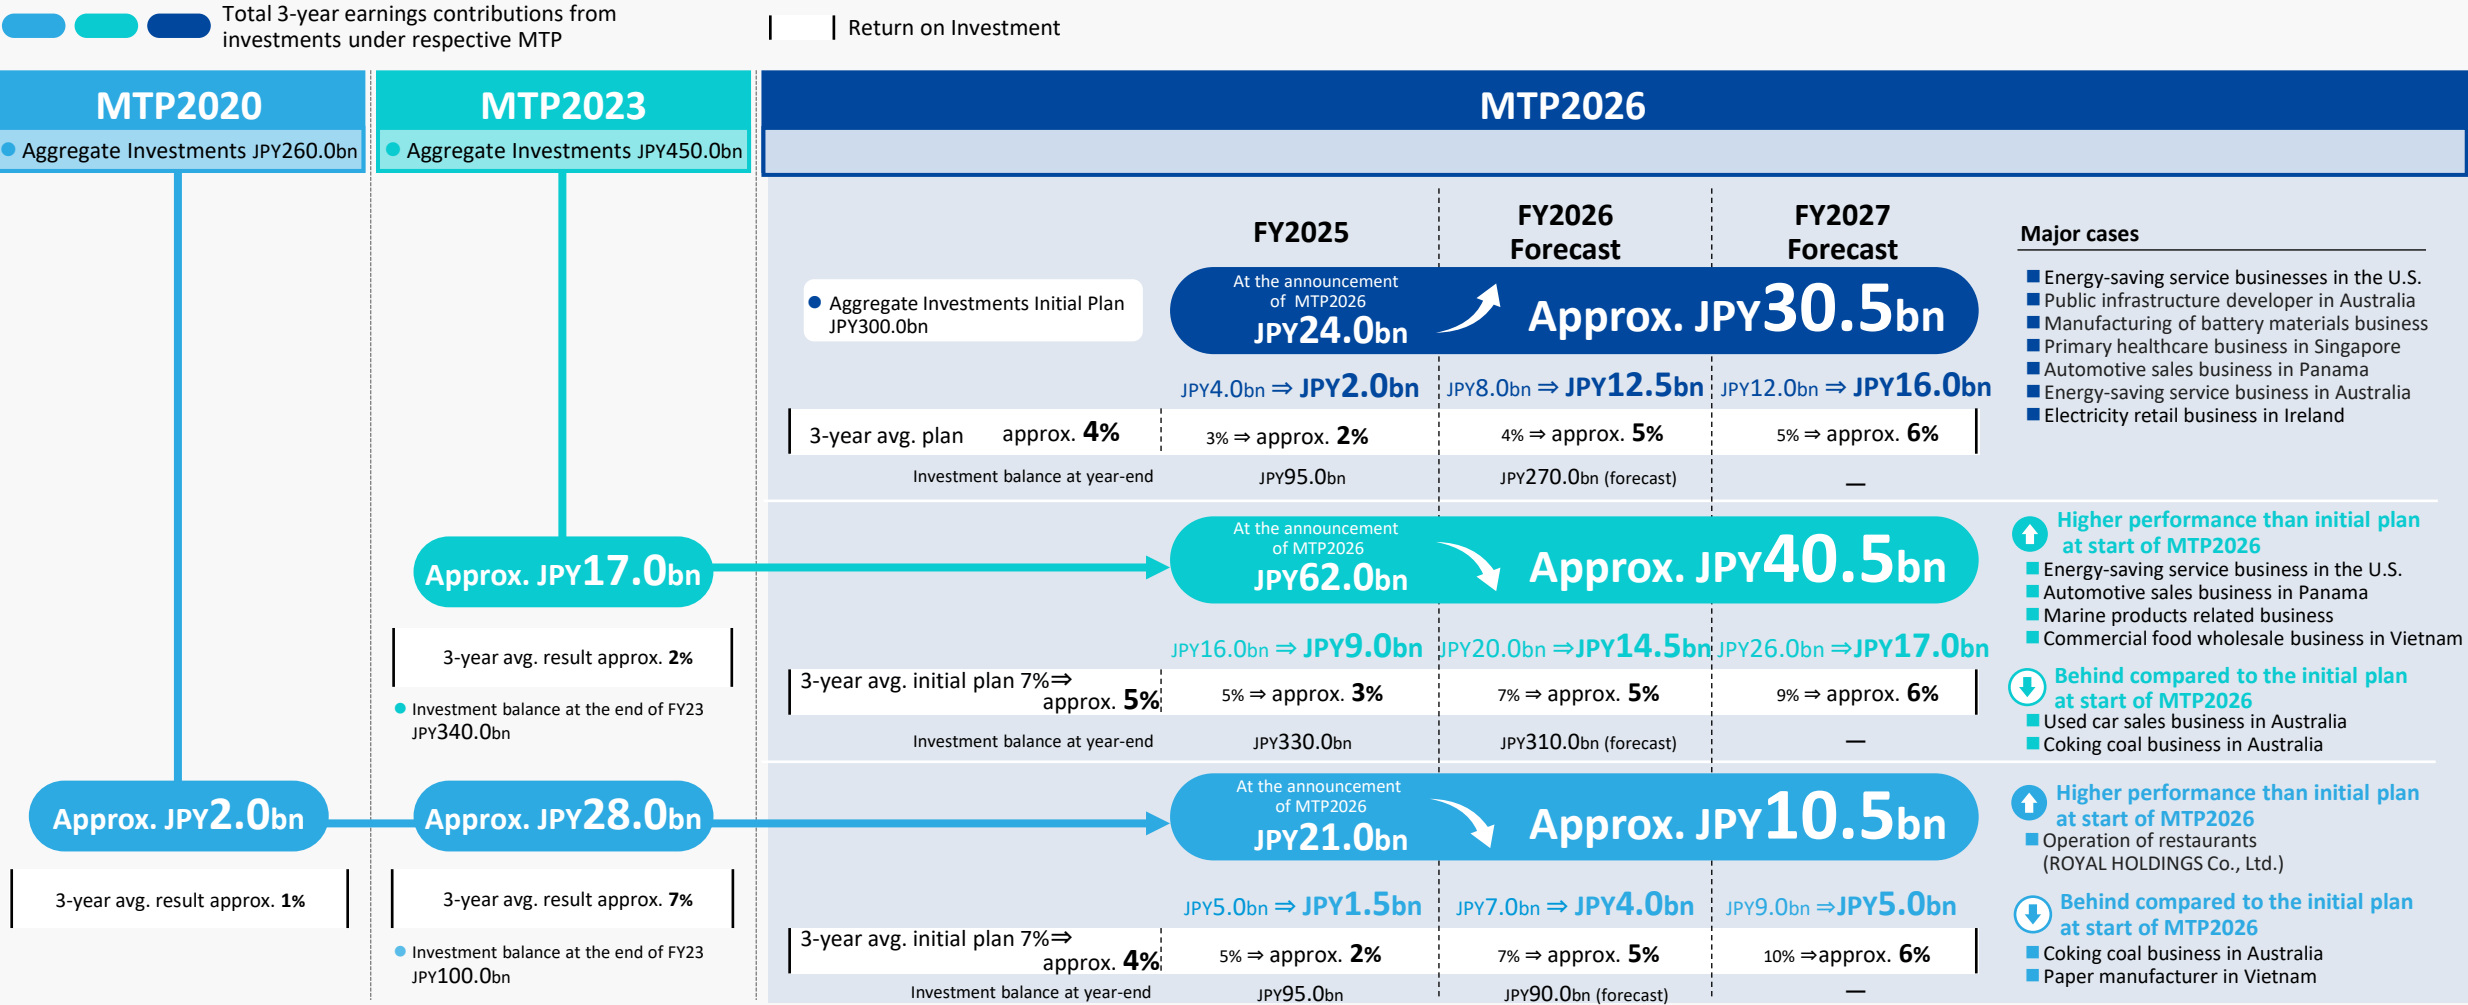 Total 3-year earnings contributions from
investments under respective MTP
Return on Investment
MTP2020
Aggregate Investments JPY260.0bn
MTP2023
Aggregate Investments JPY450.0bn
MTP2026
FY2025
FY2026
Forecast
FY2027
Forecast
Major cases
Aggregate Investments Initial Plan
JPY300.0bn
At the announcement
of MTP2026
JPY24.0bn
Approx. JPY30.5bn
JPY4.0bn ⇒ JPY2.0bn
JPY8.0bn ⇒ JPY12.5bn
JPY12.0bn ⇒ JPY16.0bn
3-year avg. plan approx. 4%
3% ⇒ approx. 2%
4% ⇒ approx. 5%
5% ⇒ approx. 6%
Investment balance at year-end
JPY95.0bn
JPY270.0bn (forecast)
—
Energy-saving service businesses in the U.S.
Public infrastructure developer in Australia
Manufacturing of battery materials business
Primary healthcare business in Singapore
Automotive sales business in Panama
Energy-saving service business in Australia
Electricity retail business in Ireland
Approx. JPY17.0bn
3-year avg. result approx. 2%
Investment balance at the end of FY23
JPY340.0bn
At the announcement
of MTP2026
JPY62.0bn
Approx. JPY40.5bn
JPY16.0bn ⇒ JPY9.0bn
JPY20.0bn ⇒JPY14.5bn
JPY26.0bn ⇒JPY17.0bn
3-year avg. initial plan 7%⇒
approx. 5%
5% ⇒ approx. 3%
7% ⇒ approx. 5%
9% ⇒ approx. 6%
Investment balance at year-end
JPY330.0bn
JPY310.0bn (forecast)
—
Higher performance than initial plan
at start of MTP2026
Energy-saving service business in the U.S.
Automotive sales business in Panama
Marine products related business
Commercial food wholesale business in Vietnam
Behind compared to the initial plan
at start of MTP2026
Used car sales business in Australia
Coking coal business in Australia
Approx. JPY2.0bn
3-year avg. result approx. 1%
Approx. JPY28.0bn
3-year avg. result approx. 7%
Investment balance at the end of FY23
JPY100.0bn
At the announcement
of MTP2026
JPY21.0bn
Approx. JPY10.5bn
JPY5.0bn ⇒ JPY1.5bn
JPY7.0bn ⇒ JPY4.0bn
JPY9.0bn ⇒JPY5.0bn
3-year avg. initial plan 7%⇒
approx. 4%
5% ⇒ approx. 2%
7% ⇒ approx. 5%
10% ⇒approx. 6%
Investment balance at year-end
JPY95.0bn
JPY90.0bn (forecast)
—
Higher performance than initial plan
at start of MTP2026
Operation of restaurants
(ROYAL HOLDINGS Co., Ltd.)
Behind compared to the initial plan
at start of MTP2026
Coking coal business in Australia
Paper manufacturer in Vietnam